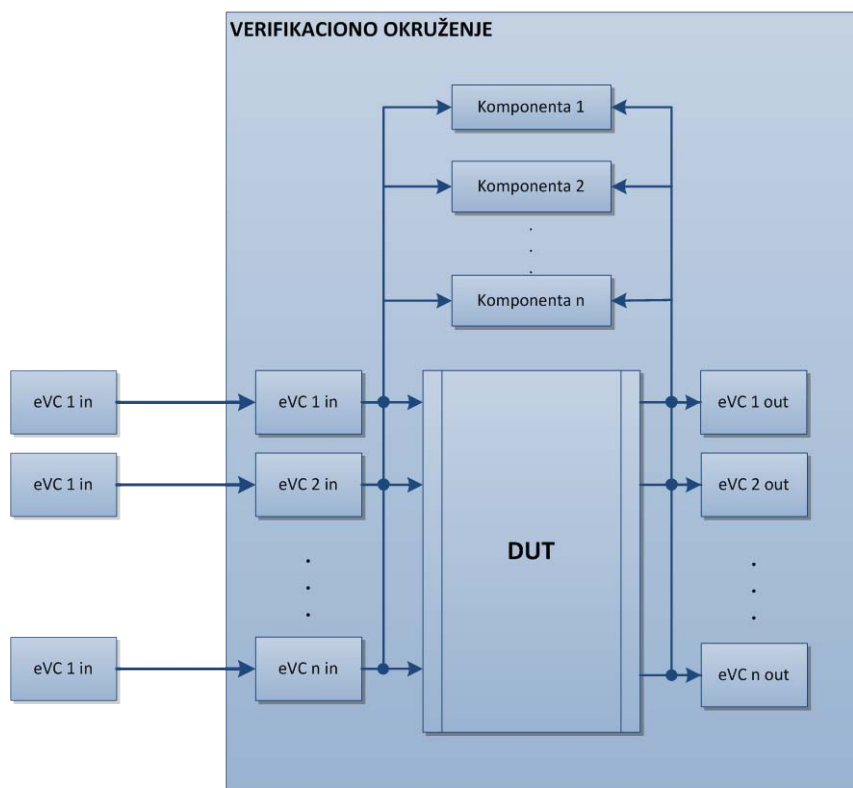 VERIFIKACIONO OKRUŽENJE
Komponenta 1
Komponenta 2
.
.
.
Komponenta n
eVC 1 in
eVC 1 in
eVC 1 out
eVC 1 in
eVC 2 in
eVC 2 out
DUT
.
.
.
.
.
.
eVC 1 in
eVC n in
eVC n out